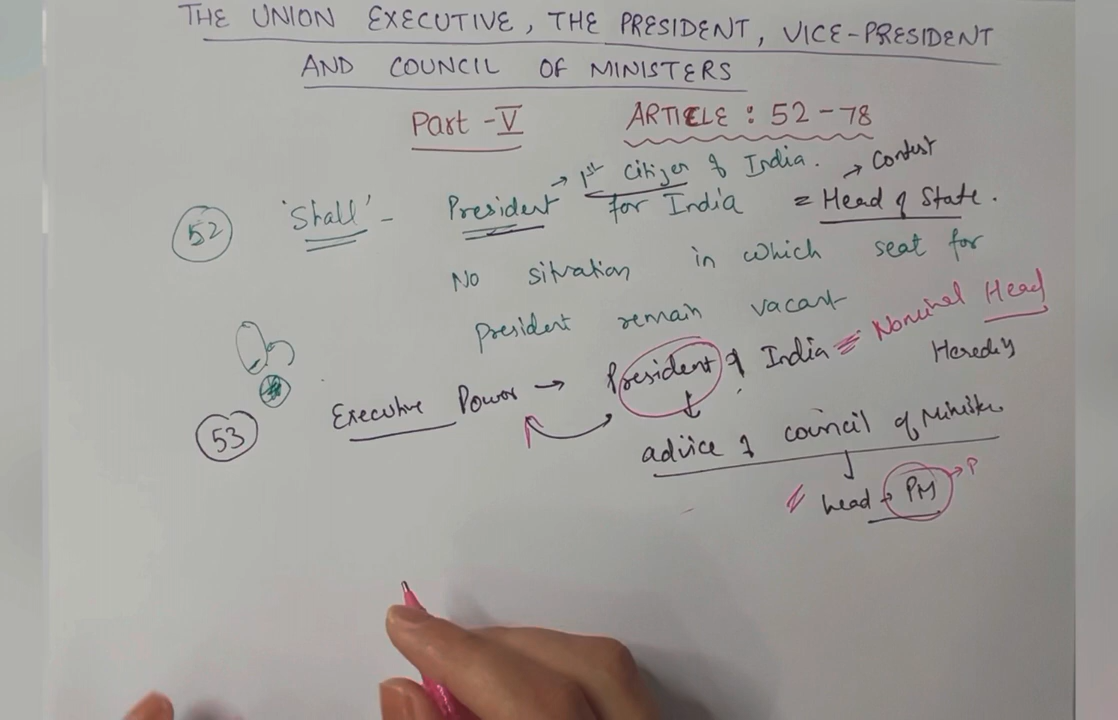 THE UNION EXECUTIVE, THE PRESIDENT, VICE-PRESIDENT
AND COUNCIL OF MINISTERS
Part - V ARTICLE : 52-78
→ 1st Citizen of India. → Contest
52 'Shall' - President for India = Head of State.
No situation in which seat for
president remain vacant
53 Executive Power → President of India = Nominal Head
advice of council of Ministe
head → PM → P